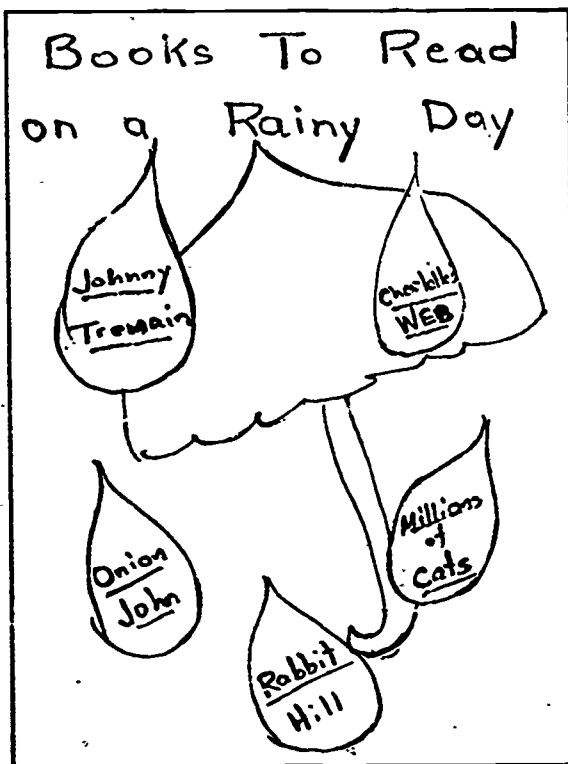 Books To Read
on a Rainy Day
Johnny
Tremain
Charlotte's
WEB
Onion
John
Millions
of
Cats
Rabbit
Hill